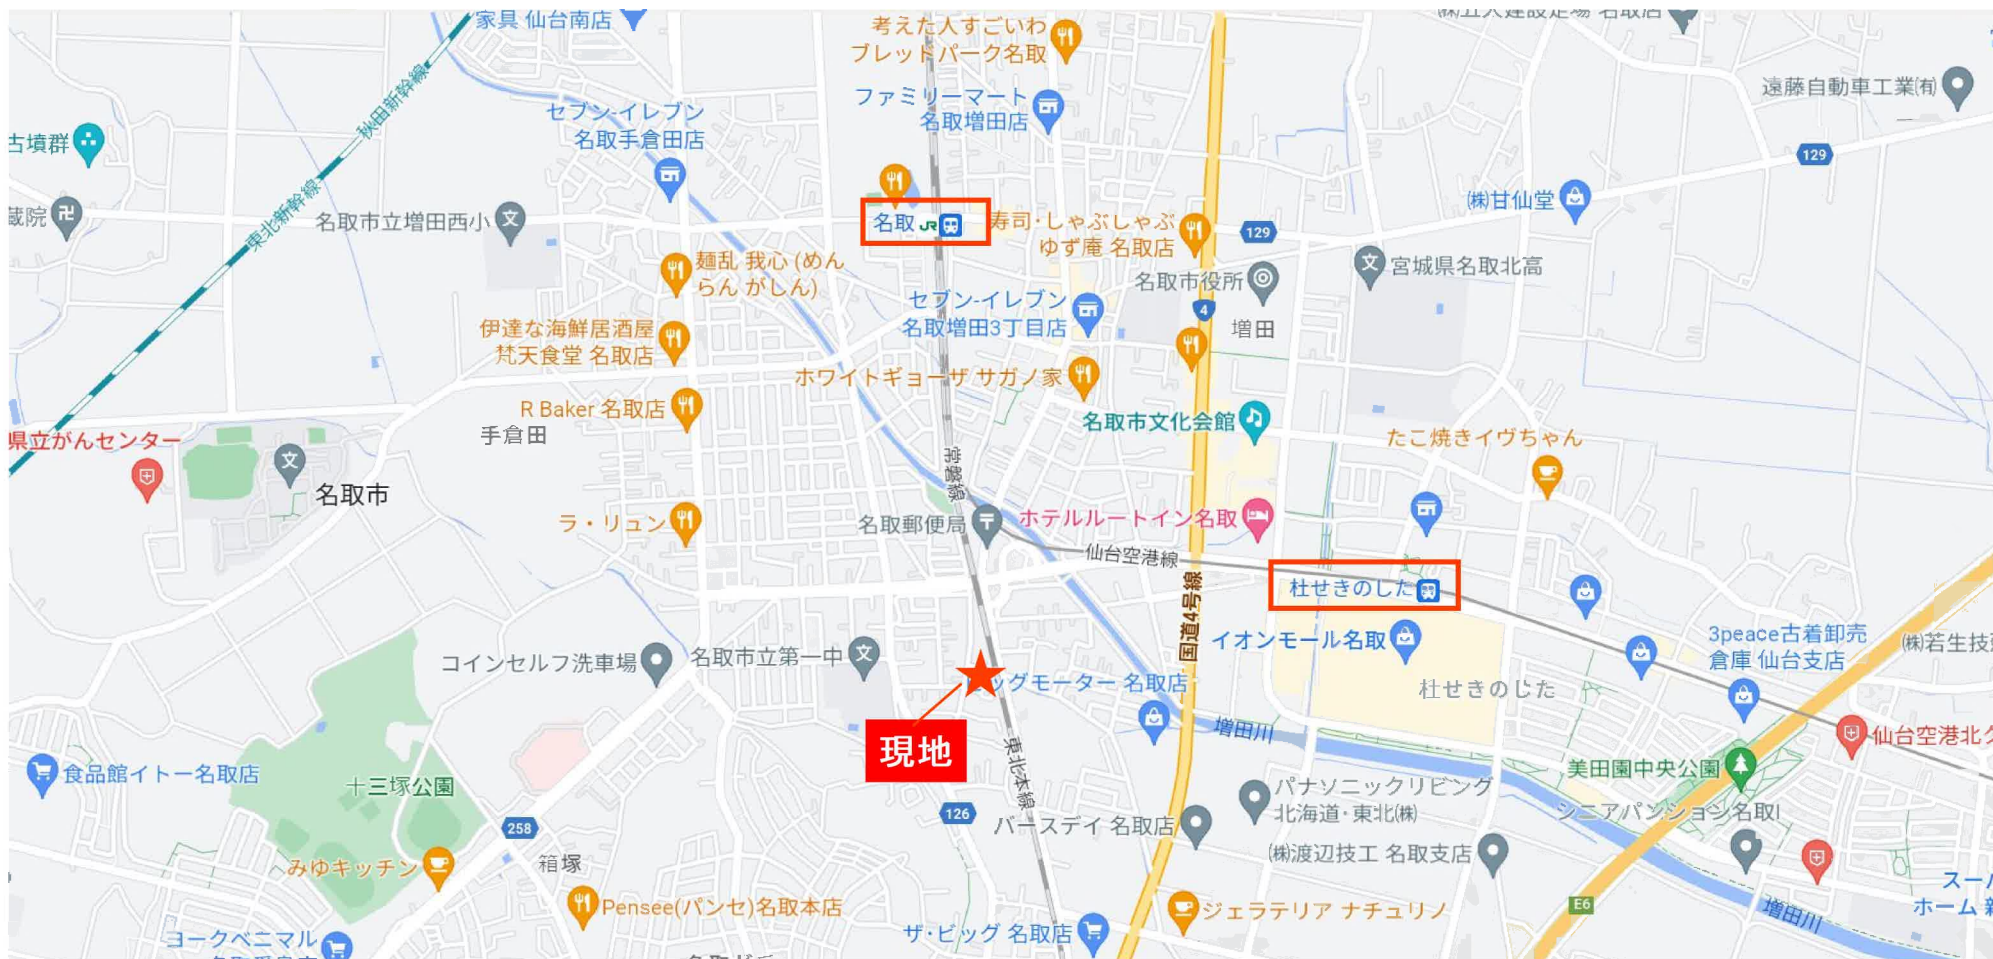 家具 仙台南店
考えた人すごいわ
ブレッドパーク名取
秋田新幹線
遠藤自動車工業(有)
セブン-イレブン
名取手倉田店
ファミリーマート
名取増田店
古墳群
129
東北新幹線
蔵院
名取市立増田西小
名取 JR
寿司・しゃぶしゃぶ
ゆず庵 名取店
129
(株)甘仙堂
麺乱 我心 (めん
らん がしん)
名取市役所
宮城県名取北高
セブン-イレブン
名取増田3丁目店
4
増田
伊達な海鮮居酒屋
梵天食堂 名取店
ホワイトギョーザ サガノ家
R Baker 名取店
手倉田
名取市文化会館
たこ焼きイヴちゃん
県立がんセンター
名取市
常磐線
ラ・リュン
名取郵便局
ホテルルートイン名取
仙台空港線
杜せきのした
国道4号線
イオンモール名取
3peace古着卸売
倉庫 仙台支店
(株)若生技
コインセルフ洗車場
名取市立第一中
ッグモーター 名取店
杜せきのした
現地
増田川
仙台空港北ク
東北本線
食品館イトー名取店
十三塚公園
美田園中央公園
パナソニックリビング
北海道・東北(株)
シニアパンション名取I
258
126
バースデイ 名取店
(株)渡辺技工 名取支店
みゆキッチン
箱塚
スー
ホーム 新
E6
増田川
Pensee(パンセ)名取本店
ジェラテリア ナチュリノ
ザ・ビッグ 名取店
ヨークベニマル